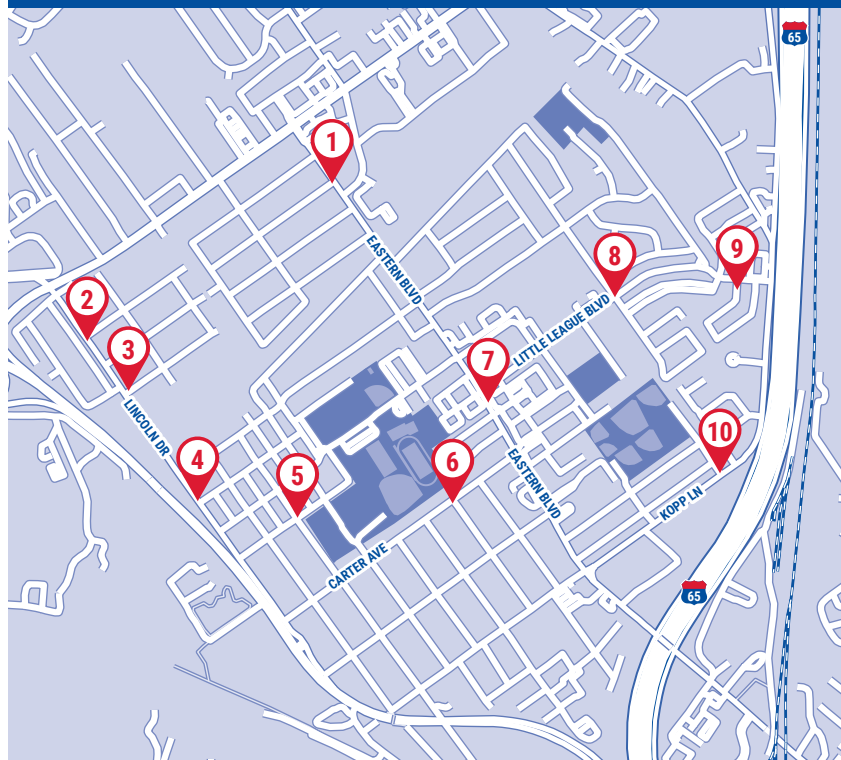 65
1
EASTERN BLVD
2
3
LINCOLN DR
4
5
6
7
8
LITTLE LEAGUE BLVD
9
10
EASTERN BLVD
KOPP LN
CARTER AVE
65